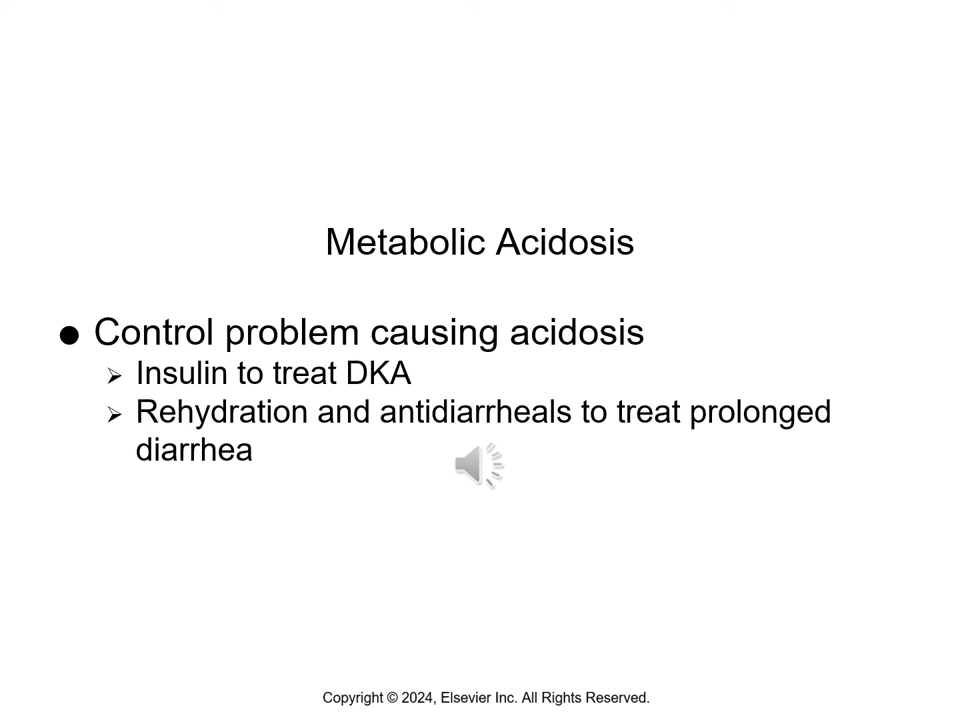 Metabolic Acidosis
● Control problem causing acidosis
➢ Insulin to treat DKA
➢ Rehydration and antidiarrheals to treat prolonged
diarrhea
Copyright © 2024, Elsevier Inc. All Rights Reserved.